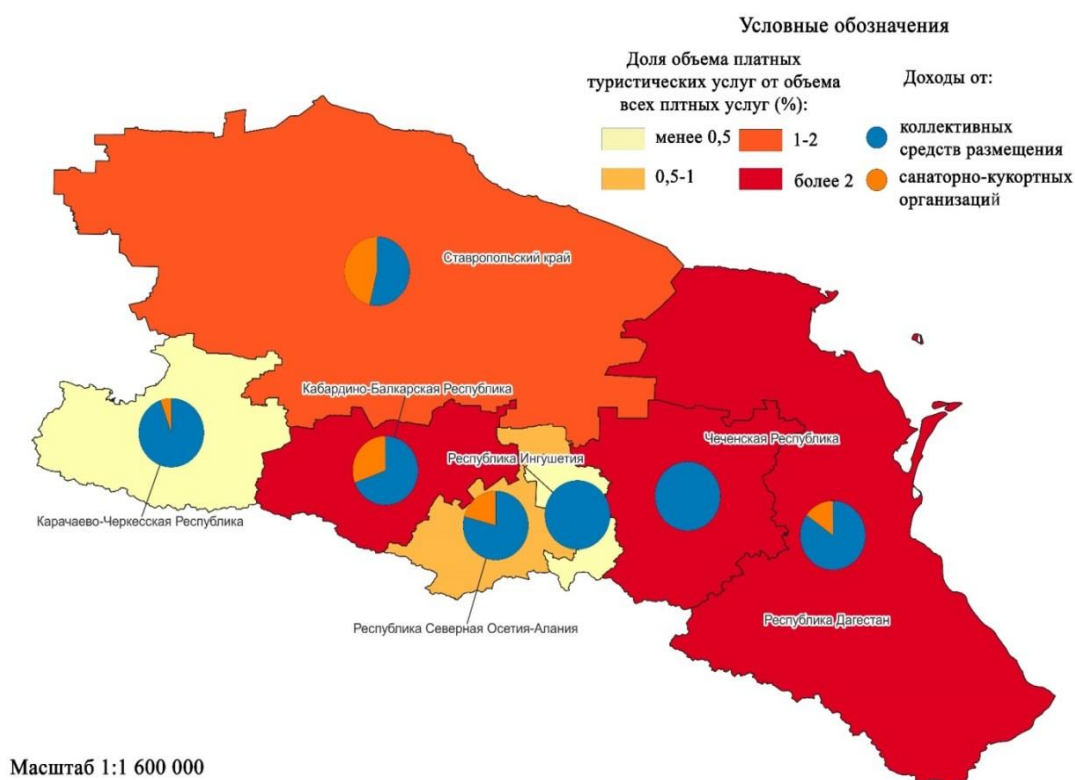 Условные обозначения
Доля объема платных
туристических услуг от объема
всех плтных услуг (%):
менее 0,5
1-2
0,5-1
более 2
Доходы от:
коллективных
средств размещения
санаторно-кукортных
организаций
Ставропольский край
Кабардино-Балкарская Республика
Республика Ингушетия
Чеченская Республика
Карачаево-Черкесская Республика
Республика Северная Осетия-Алания
Республика Дагестан
Масштаб 1:1 600 000